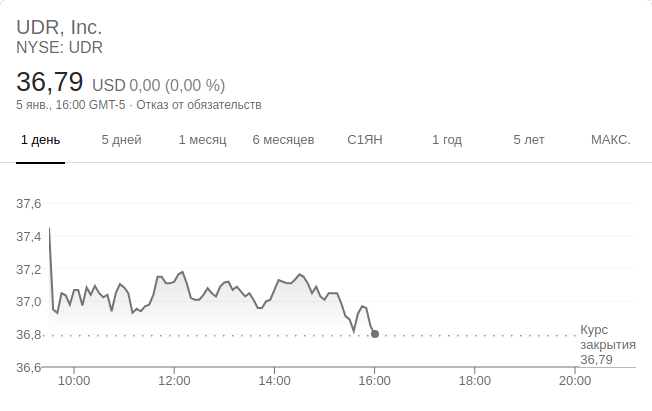 UDR, Inc.
NYSE: UDR
36,79 USD 0,00 (0,00 %)
5 янв., 16:00 GMT-5 · Отказ от обязательств
1 день 5 дней 1 месяц 6 месяцев С1ЯН 1 год 5 лет МАКС.
37,6
37,4
37,2
37,0
36,8
36,6
Курс
закрытия
36,79
10:00 12:00 14:00 16:00 18:00 20:00